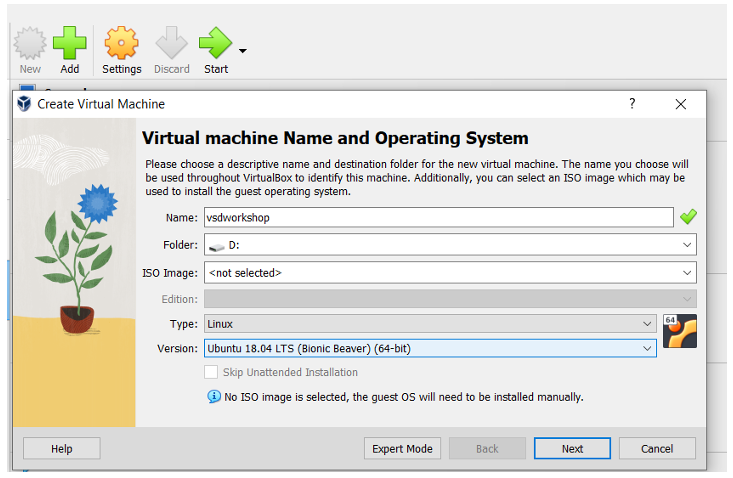 New Add Settings Discard Start
Create Virtual Machine ?
Virtual machine Name and Operating System
Please choose a descriptive name and destination folder for the new virtual machine. The name you choose will
be used throughout VirtualBox to identify this machine. Additionally, you can select an ISO image which may be
used to install the guest operating system.
Name: vsdworkshop
Folder: D:
ISO Image: <not selected>
Edition:
Type: Linux 64
Version: Ubuntu 18.04 LTS (Bionic Beaver) (64-bit)
Skip Unattended Installation
No ISO image is selected, the guest OS will need to be installed manually.
Help Expert Mode Back Next Cancel